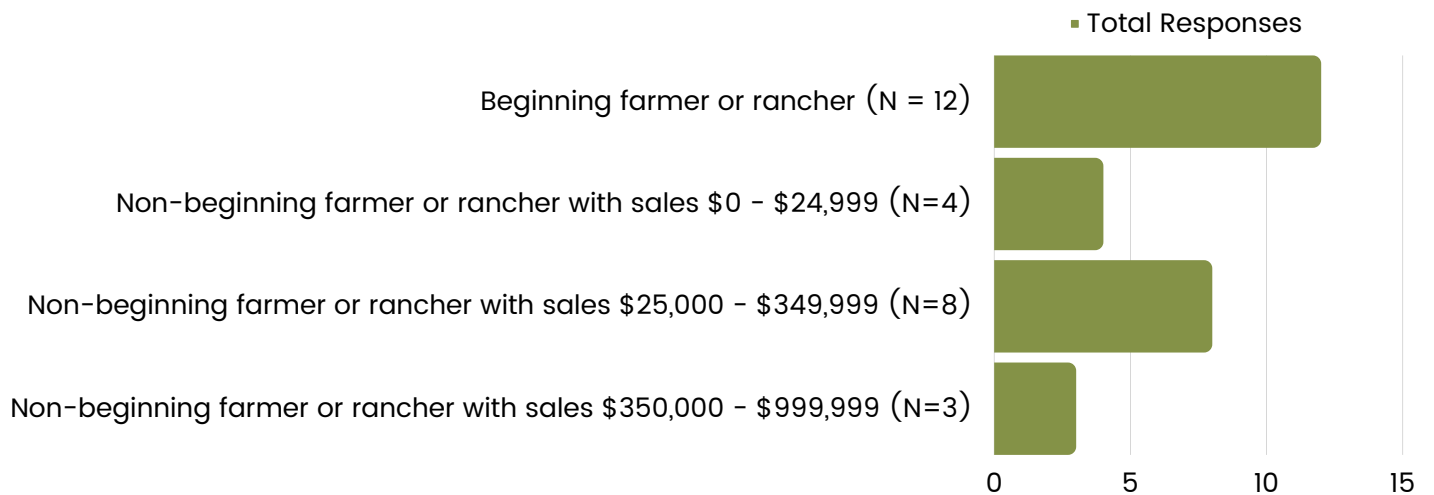 Total Responses
Beginning farmer or rancher (N = 12)
Non-beginning farmer or rancher with sales $0 - $24,999 (N=4)
Non-beginning farmer or rancher with sales $25,000 - $349,999 (N=8)
Non-beginning farmer or rancher with sales $350,000 - $999,999 (N=3)
0 5 10 15